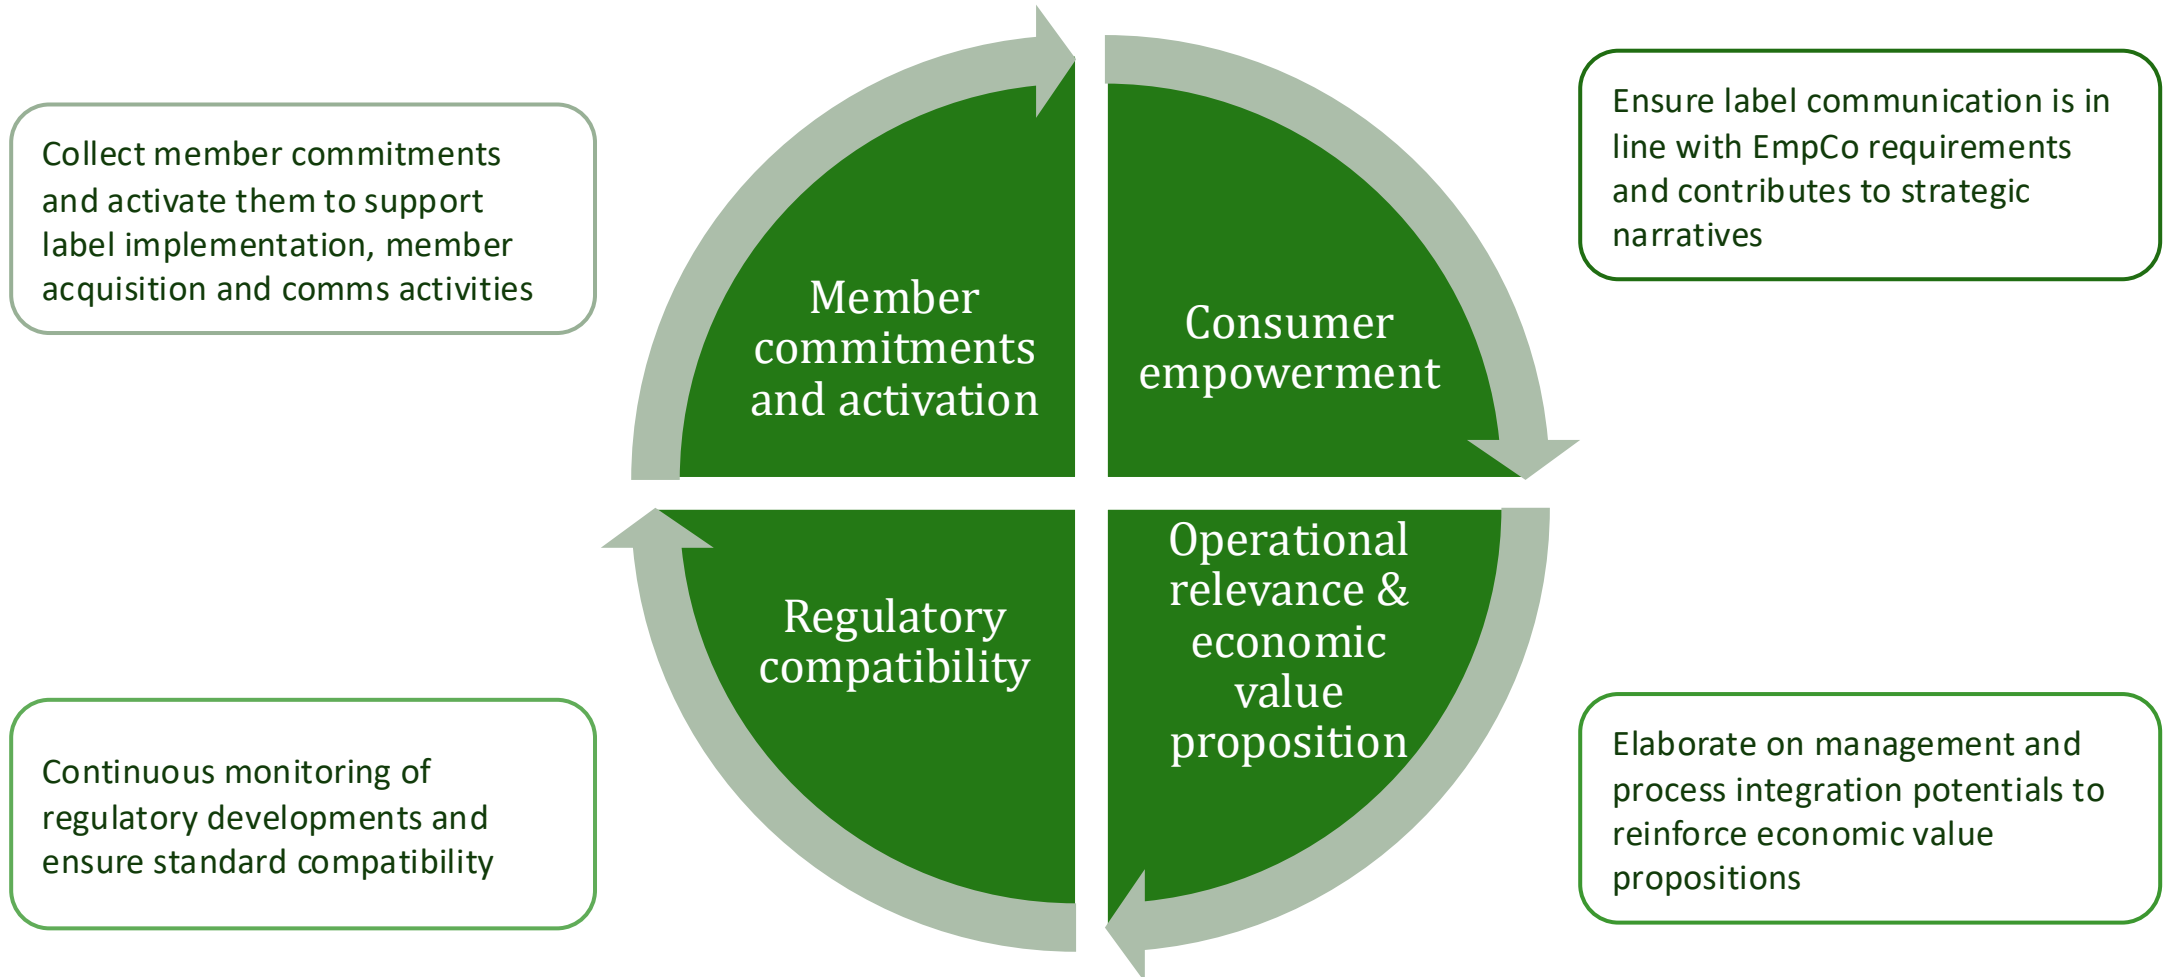 Collect member commitments
and activate them to support
label implementation, member
acquisition and comms activities
Member
commitments
and activation
Consumer
empowerment
Ensure label communication is in
line with EmpCo requirements
and contributes to strategic
narratives
Continuous monitoring of
regulatory developments and
ensure standard compatibility
Regulatory
compatibility
Operational
relevance &
economic
value
proposition
Elaborate on management and
process integration potentials to
reinforce economic value
propositions